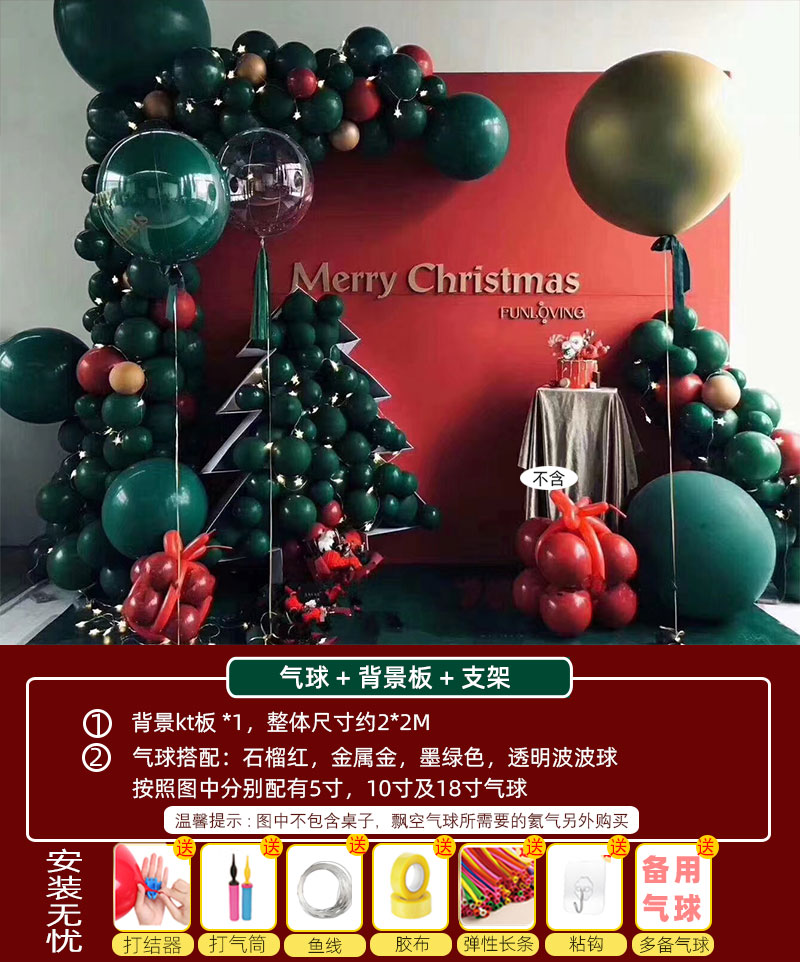 mas
Merry Christmas
FUNLOVING
不含
气球 + 背景板 + 支架
① 背景kt板 *1，整体尺寸约2*2M
② 气球搭配：石榴红，金属金，墨绿色，透明波波球
按照图中分别配有5寸，10寸及18寸气球
温馨提示 : 图中不包含桌子，飘空气球所需要的氦气另外购买
安装无忧
送 送 送 送 送 送 送
备用
气球
打结器 打气筒 鱼线 胶布 弹性长条 粘钩 多备气球